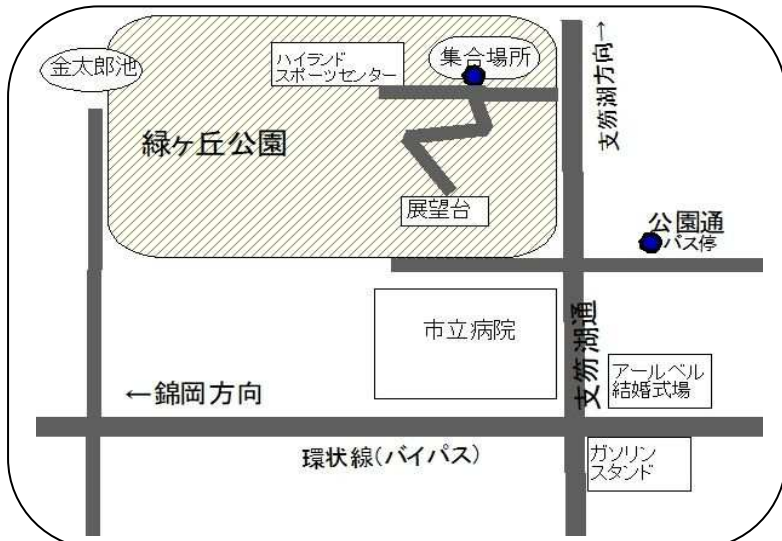 金太郎池
ハイランド
スポーツセンター
集合場所
支笏湖方向→
緑ヶ丘公園
展望台
公園通
バス停
市立病院
支笏湖通
アールベル
結婚式場
←錦岡方向
環状線(バイパス)
ガソリン
スタンド